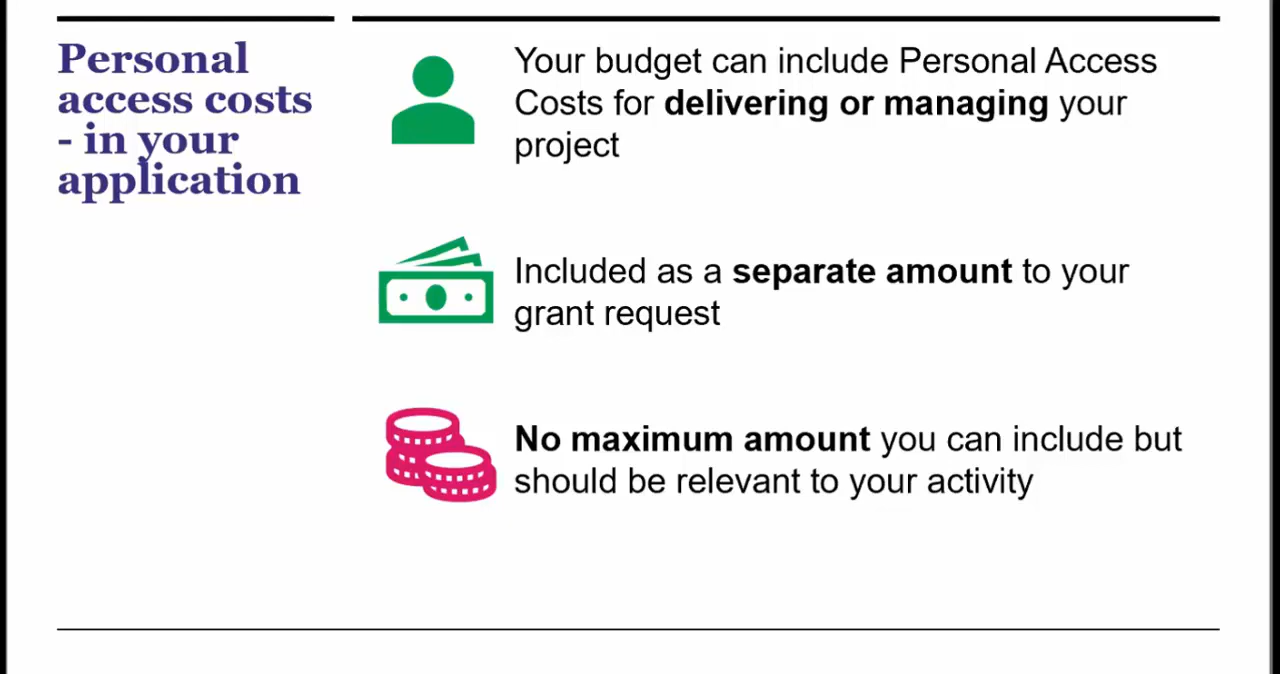 Personal
access costs
- in your
application
Your budget can include Personal Access
Costs for delivering or managing your
project
Included as a separate amount to your
grant request
No maximum amount you can include but
should be relevant to your activity